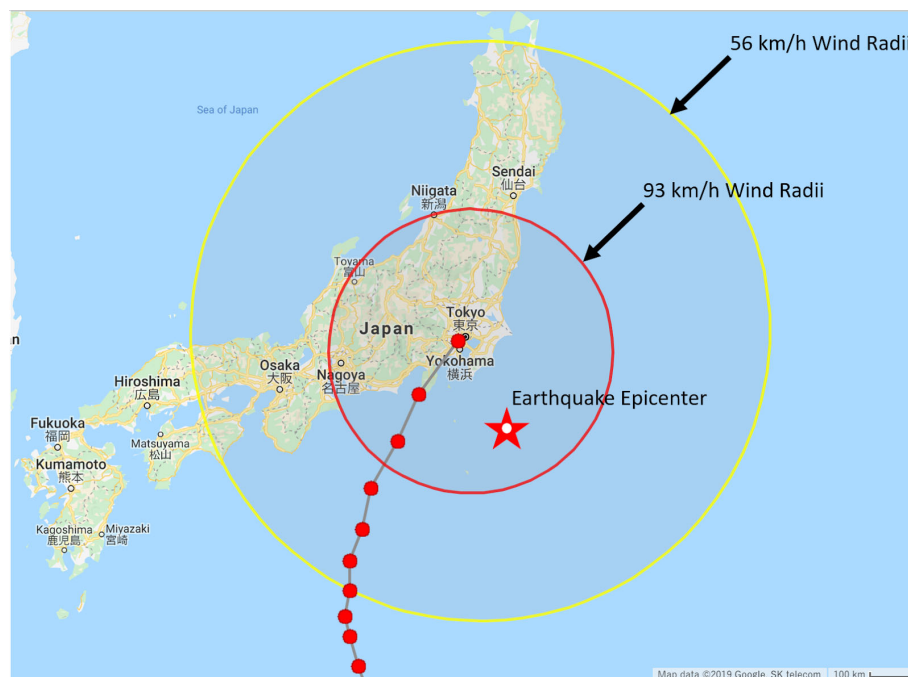 56 km/h Wind Radii
Sea of Japan
Sendai
仙台
Niigata
新潟
93 km/h Wind Radii
Toyama
富山
Tokyo
東京
Japan
Yokohama
横浜
Nagoya
名古屋
Osaka
大阪
Hiroshima
広島
Earthquake Epicenter
Fukuoka
福岡
Matsuyama
松山
Kumamoto
熊本
Kagoshima
鹿児島
Miyazaki
宮崎
an
Map data ©2019 Google, SK telecom
100 km